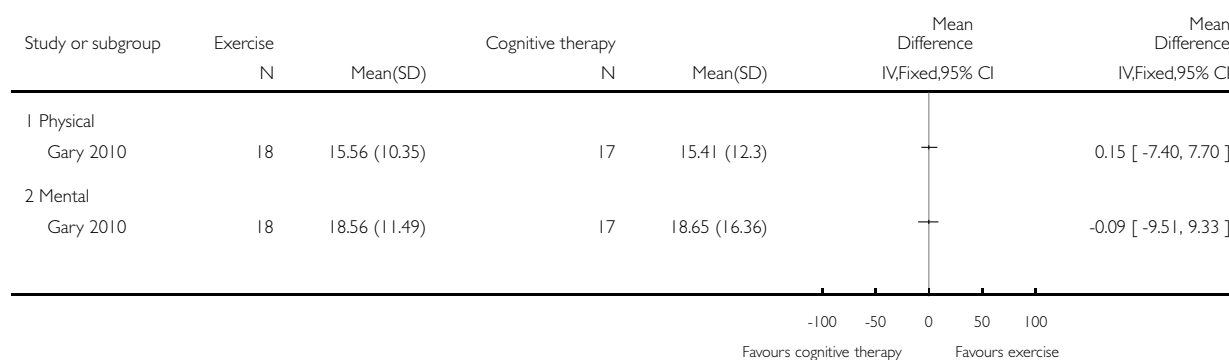 Study or subgroup Exercise Cognitive therapy Mean Difference Mean Difference
N Mean(SD) N Mean(SD) IV,Fixed,95% CI IV,Fixed,95% CI
1 Physical
Gary 2010 18 15.56 (10.35) 17 15.41 (12.3) 0.15 [ -7.40, 7.70 ]
2 Mental
Gary 2010 18 18.56 (11.49) 17 18.65 (16.36) -0.09 [ -9.51, 9.33 ]
-100 -50 0 50 100
Favours cognitive therapy Favours exercise